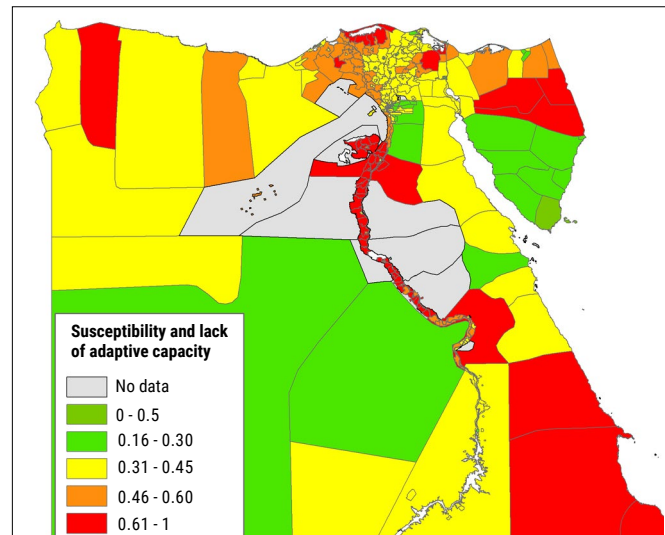 Susceptibility and lack
of adaptive capacity
No data
0 - 0.5
0.16 - 0.30
0.31 - 0.45
0.46 - 0.60
0.61 - 1